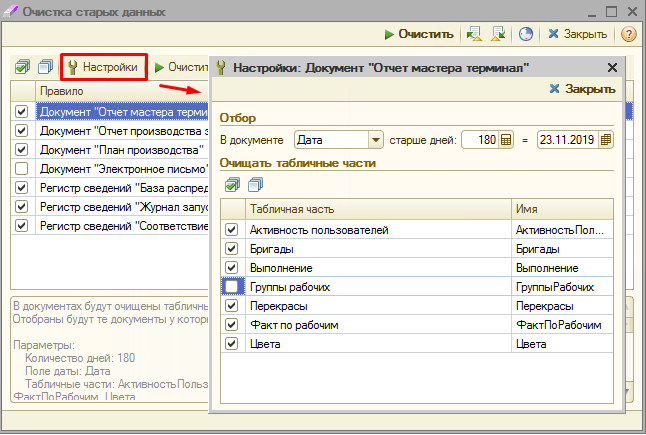 Очистка старых данных
Очистить
Закрыть
?
Настройки
Очистит
Настройки: Документ "Отчет мастера терминал"
Закрыть
Правило
Документ "Отчет мастера терми
Документ "Отчет производства з
Документ "План производства"
Документ "Электронное письмо"
Регистр сведений "База распред
Регистр сведений "Журнал запус
Регистр сведений "Соответствие
Отбор
В документе Дата старше дней: 180 = 23.11.2019
Очищать табличные части
Табличная часть Имя
Активность пользователей АктивностьПол...
Бригады Бригады
Выполнение Выполнение
Группы рабочих ГруппыРабочих
Перекрасы Перекрасы
Факт по рабочим ФактПоРабочим
Цвета Цвета
В документах будут очищены табличны
Отобраны будут те документы у которы
Параметры:
Количество дней: 180
Поле даты: Дата
Табличные части: АктивностьПольз
ФактПоРабочим, Цвета